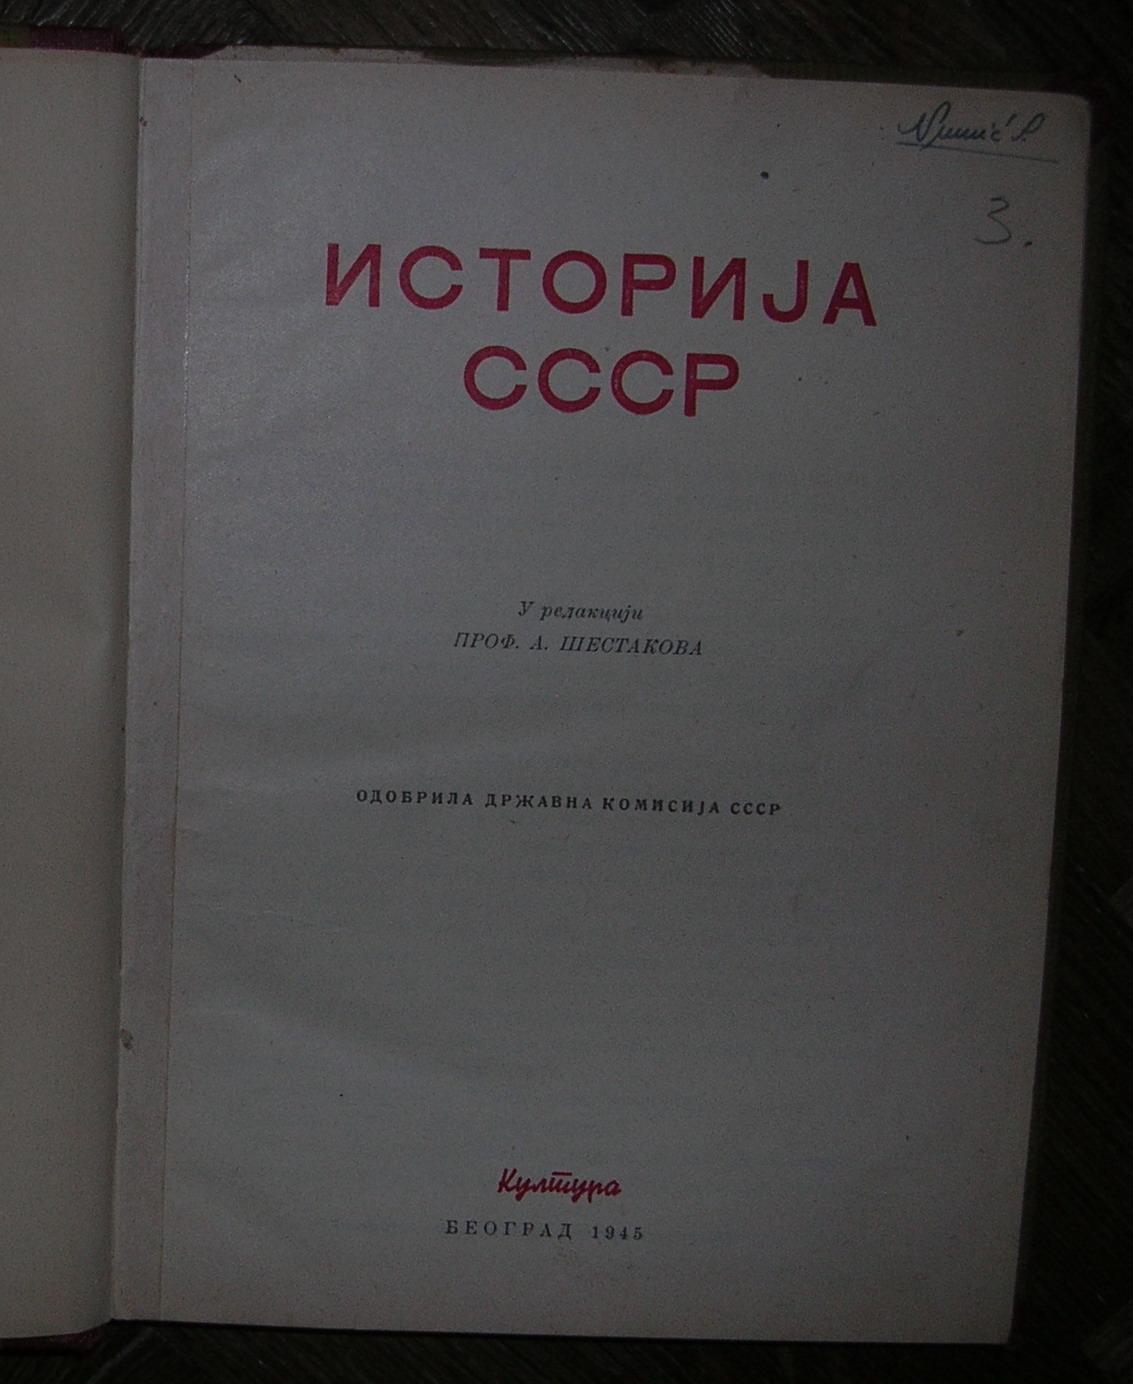 3.
ИСТОРИЈА
СССР
У редакцији
ПРОФ. А. ШЕСТАКОВА
ОДОБРИЛА ДРЖАВНА КОМИСИЈА СССР
Култура
БЕОГРАД 1945